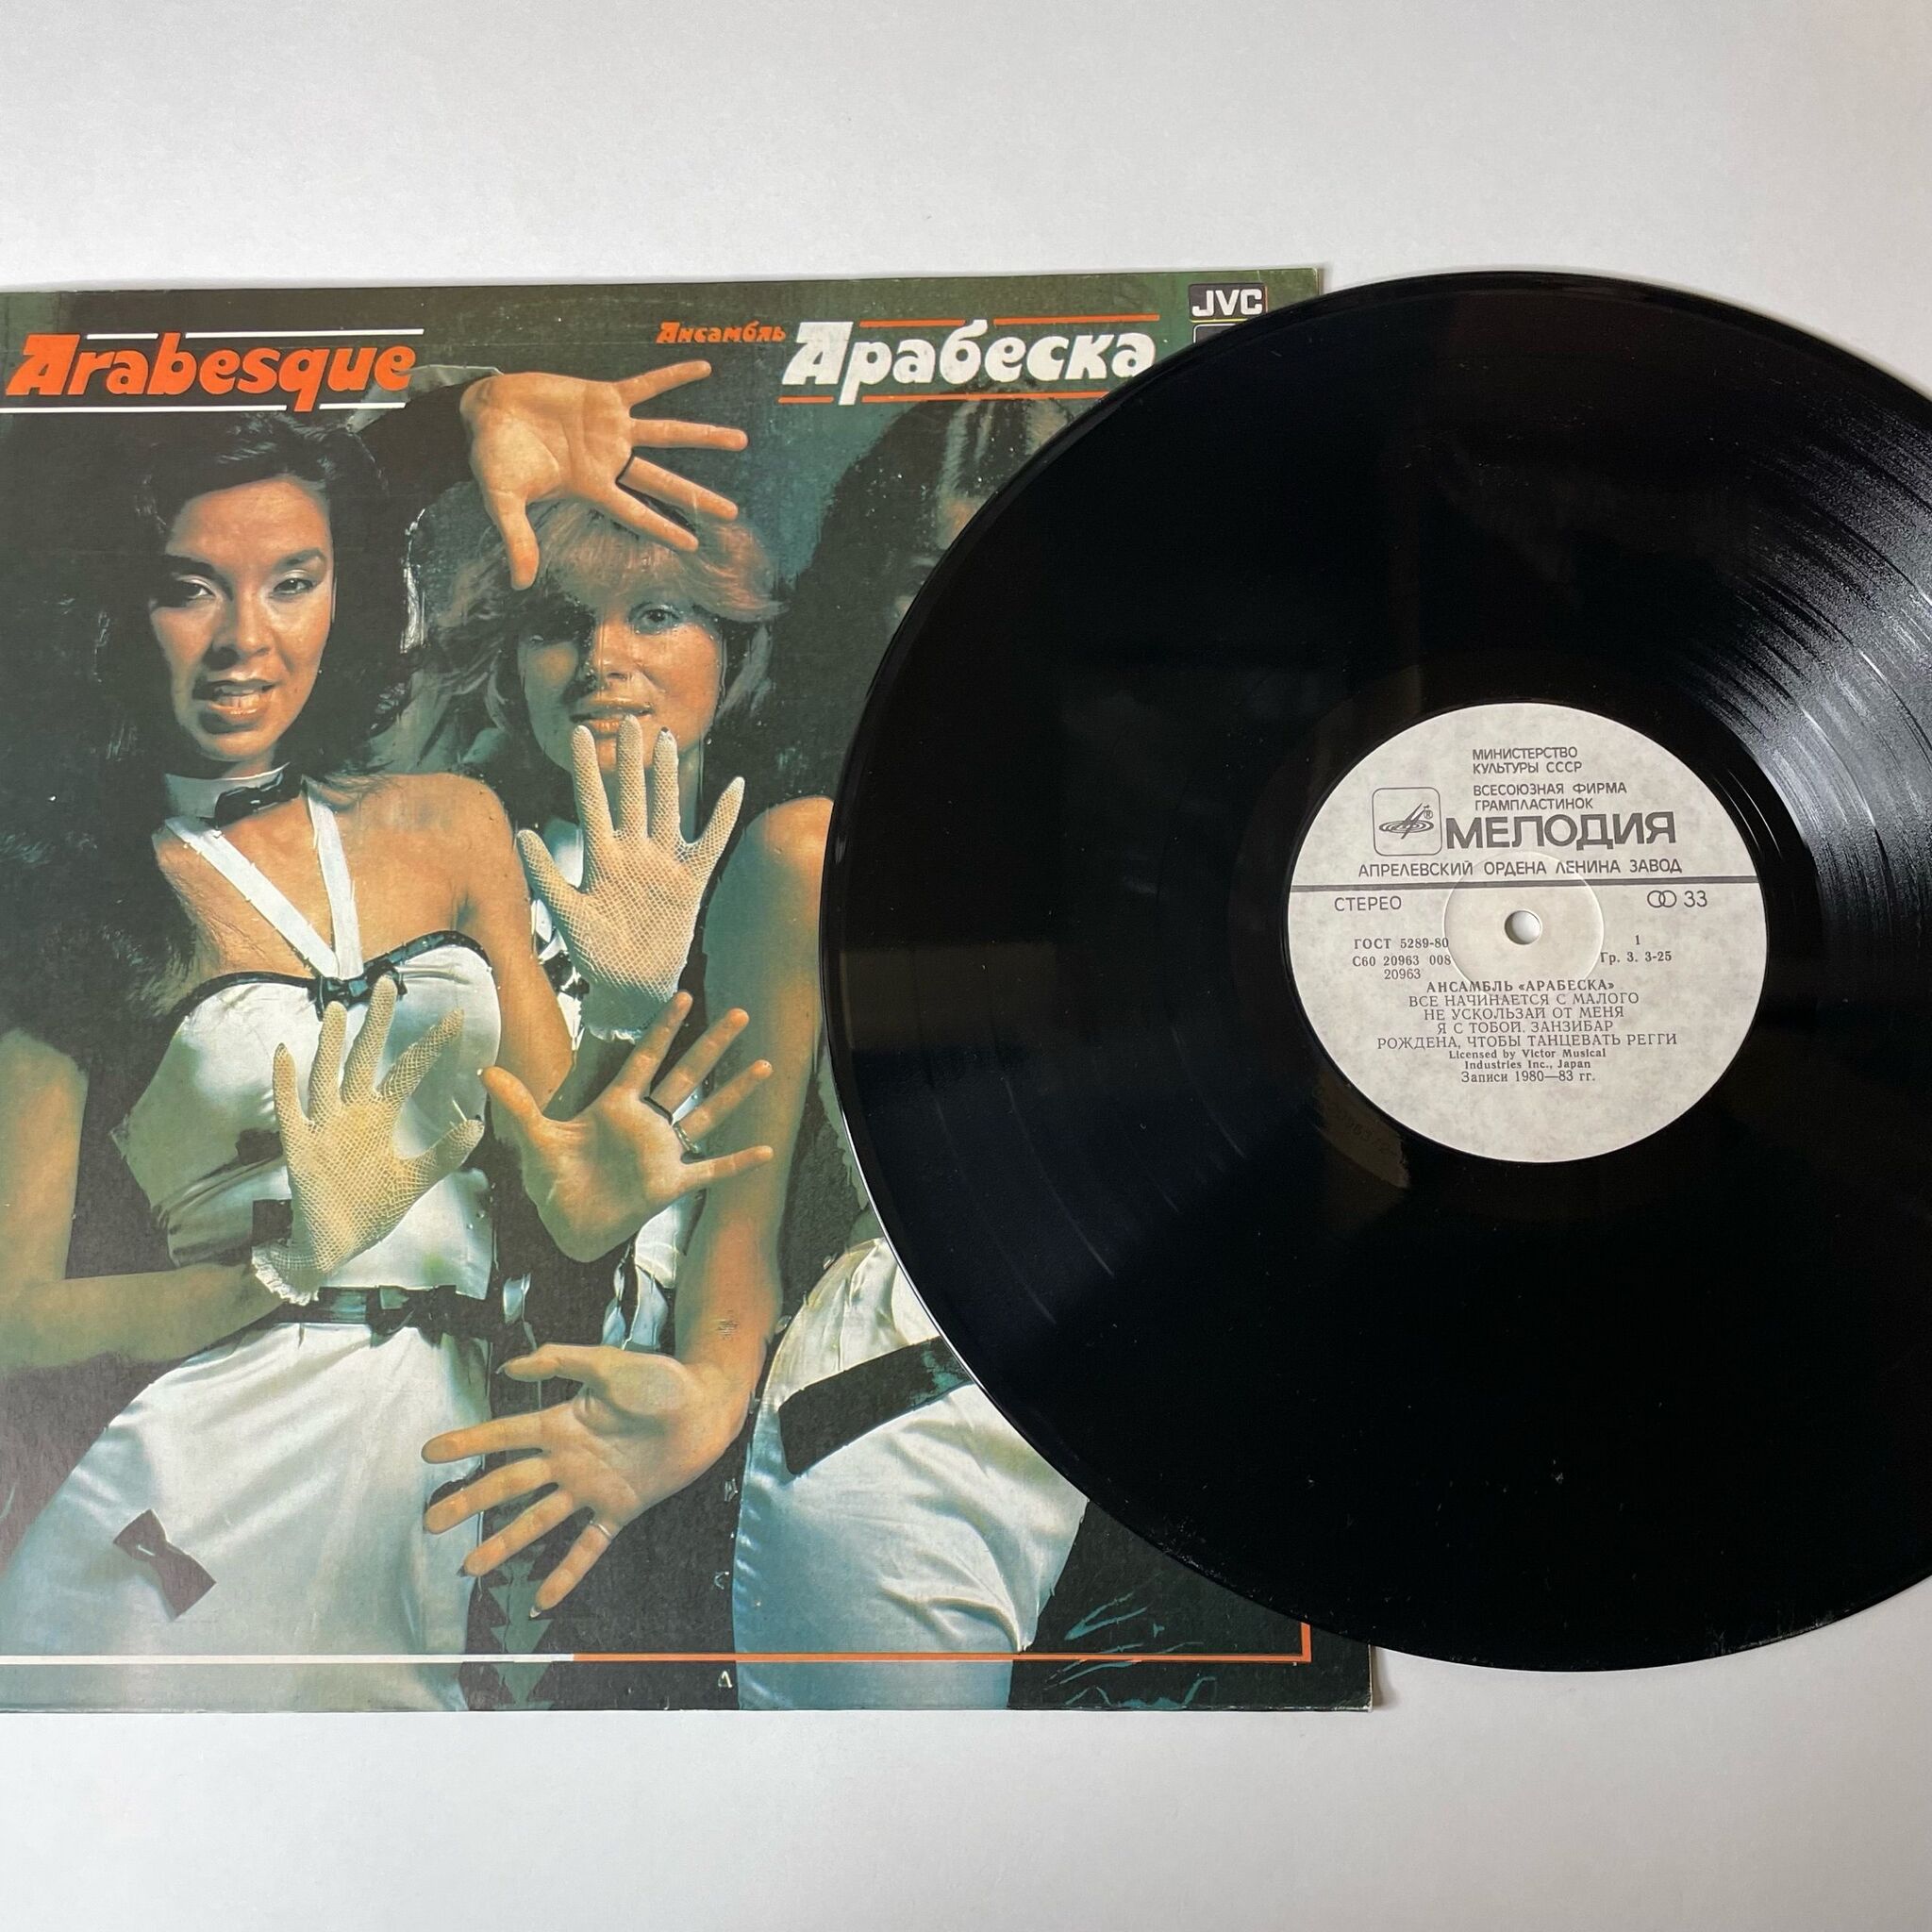 Arabesque
Ансамбль
Арабеска
JVC
МИНИСТЕРСТВО
КУЛЬТУРЫ СССР
ВСЕСОЮЗНАЯ ФИРМА
ГРАМПЛАСТИНОК
МЕЛОДИЯ
АПРЕЛЕВСКИЙ ОРДЕНА ЛЕНИНА ЗАВОД
СТЕРЕО 33
ГОСТ 5289-80 1
С60 20963 008 Гр. 3. 3-25
20963
АНСАМБЛЬ «АРАБЕСКА»
ВСЕ НАЧИНАЕТСЯ С МАЛОГО
НЕ УСКОЛЬЗАЙ ОТ МЕНЯ
Я С ТОБОЙ. ЗАНЗИБАР
РОЖДЕНА, ЧТОБЫ ТАНЦЕВАТЬ РЕГГИ
Licensed by Victor Musical
Industries Inc., Japan
Записи 1980—83 гг.